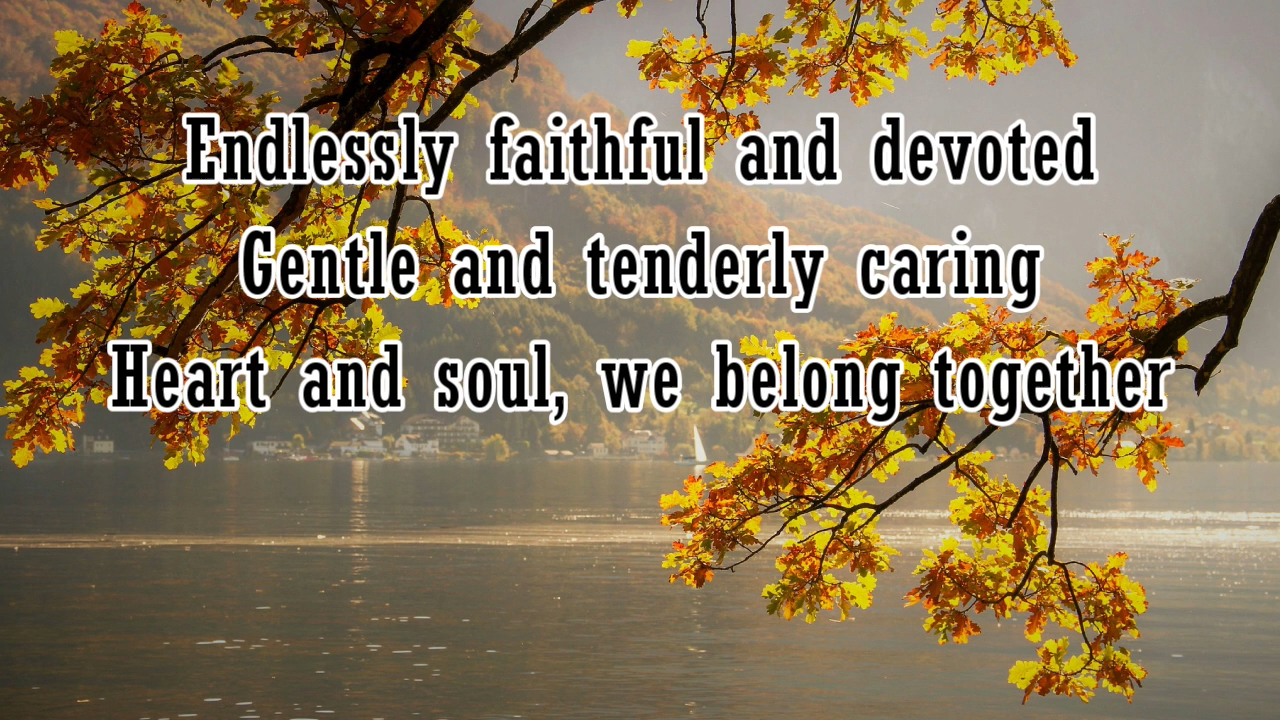 Endlessly faithful and devoted
Gentle and tenderly caring
Heart and soul, we belong together